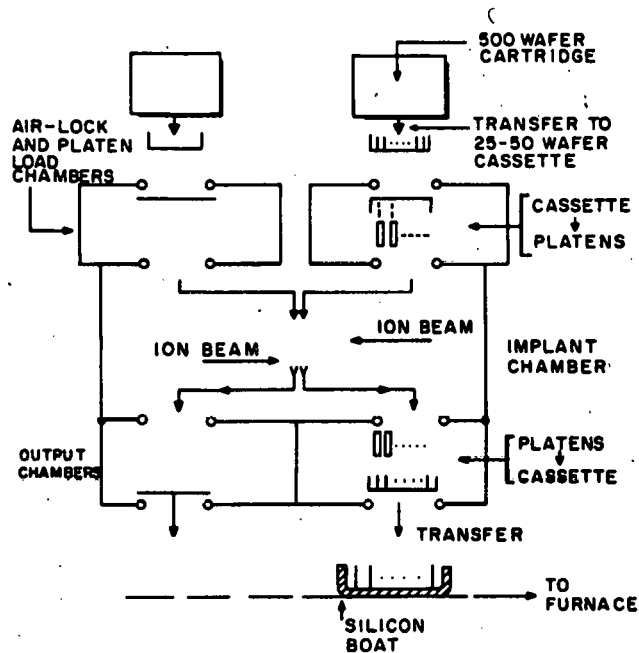 500 WAFER
CARTRIDGE
AIR-LOCK
AND PLATEN
LOAD
CHAMBERS
TRANSFER TO
25-50 WAFER
CASSETTE
CASSETTE
PLATENS
ION BEAM
ION BEAM
IMPLANT
CHAMBER
OUTPUT
CHAMBERS
PLATENS
CASSETTE
TRANSFER
TO
FURNACE
SILICON
BOAT